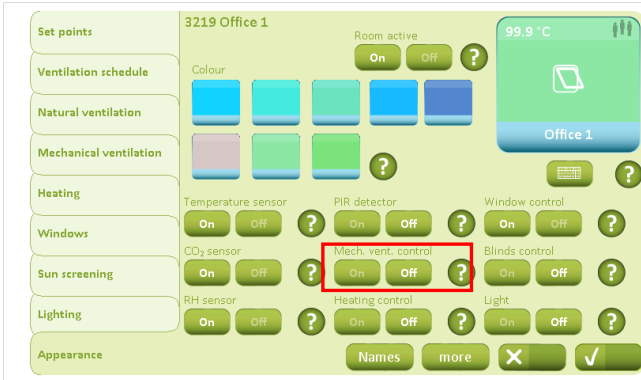 3219 Office 1
Set points
Ventilation schedule
Natural ventilation
Mechanical ventilation
Heating
Windows
Sun screening
Lighting
Appearance
Room active
On Off ?
Colour
?
99.9 °C
Office 1
?
Temperature sensor PIR detector Window control
On Off ? On Off ? On Off ?
CO₂ sensor Mech. vent. control Blinds control
On Off ? On Off ? On Off ?
RH sensor Heating control Light
On Off ? On Off ? On Off ?
Names more